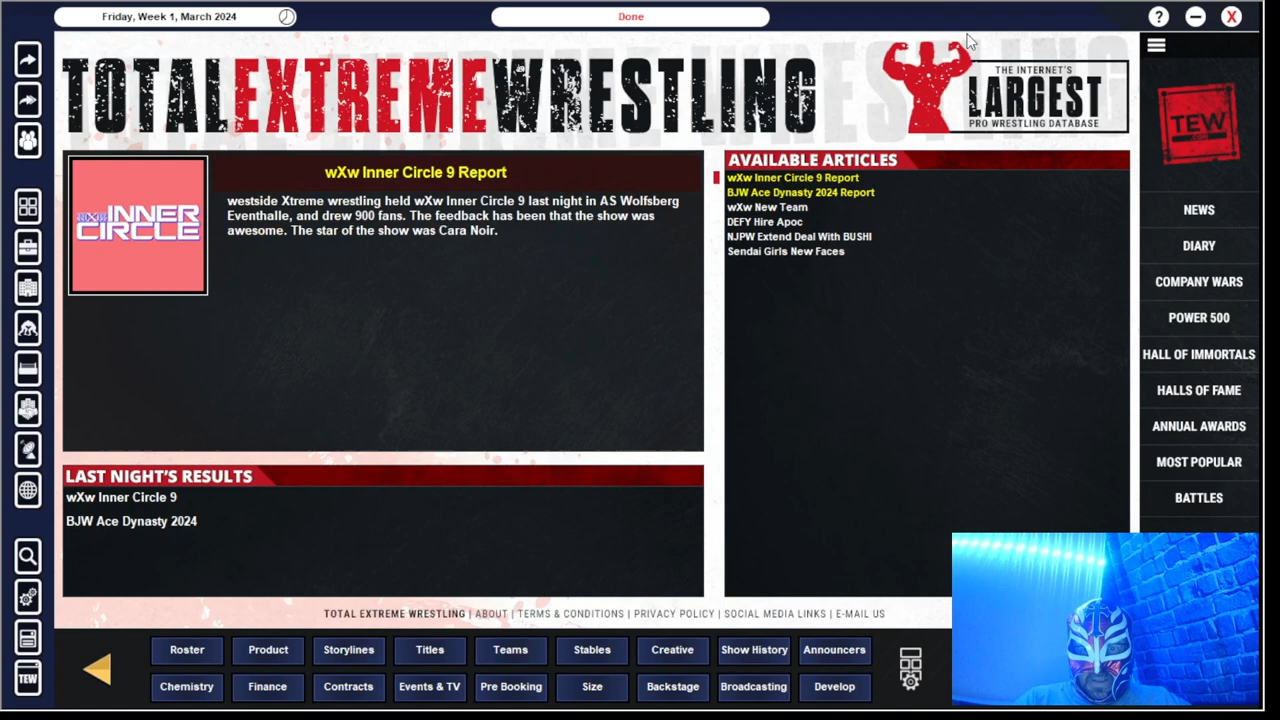 Friday, Week 1, March 2024
Done
?
X
TOTALEXTREMEWRESTLING
THE INTERNET'S
LARGEST
PRO WRESTLING DATABASE
TEW
.COM
wXw Inner Circle 9 Report
wXw INNER
CIRCLE
westside Xtreme wrestling held wXw Inner Circle 9 last night in AS Wolfsberg
Eventhalle, and drew 900 fans. The feedback has been that the show was
awesome. The star of the show was Cara Noir.
AVAILABLE ARTICLES
wXw Inner Circle 9 Report
BJW Ace Dynasty 2024 Report
wXw New Team
DEFY Hire Apoc
NJPW Extend Deal With BUSHI
Sendai Girls New Faces
NEWS
DIARY
COMPANY WARS
POWER 500
HALL OF IMMORTALS
HALLS OF FAME
ANNUAL AWARDS
MOST POPULAR
BATTLES
LAST NIGHT'S RESULTS
wXw Inner Circle 9
BJW Ace Dynasty 2024
TOTAL EXTREME WRESTLING | ABOUT | TERMS & CONDITIONS | PRIVACY POLICY | SOCIAL MEDIA LINKS | E-MAIL US
TEW
Roster Product Storylines Titles Teams Stables Creative Show History Announcers
Chemistry Finance Contracts Events & TV Pre Booking Size Backstage Broadcasting Develop